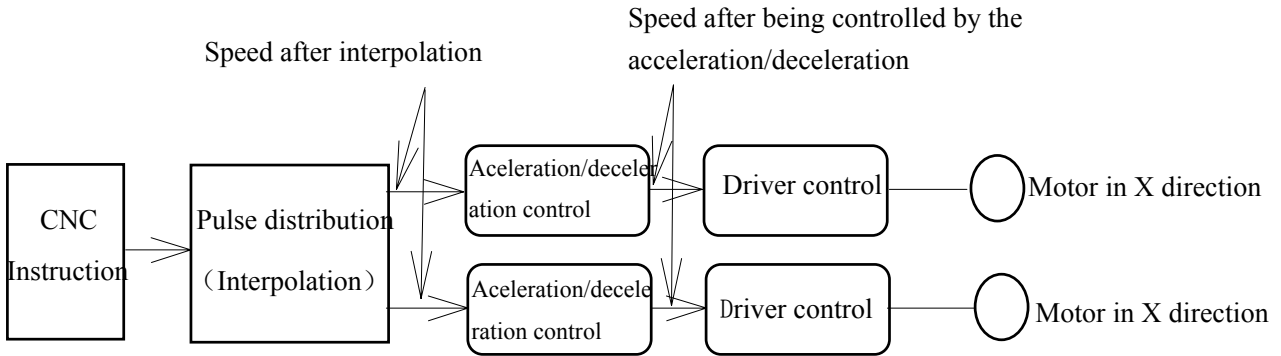 Speed after being controlled by the
acceleration/deceleration
Speed after interpolation
CNC
Instruction
Pulse distribution
（Interpolation）
Aceleration/deceler
ation control
Driver control
Motor in X direction
Aceleration/decele
ration control
Driver control
Motor in X direction